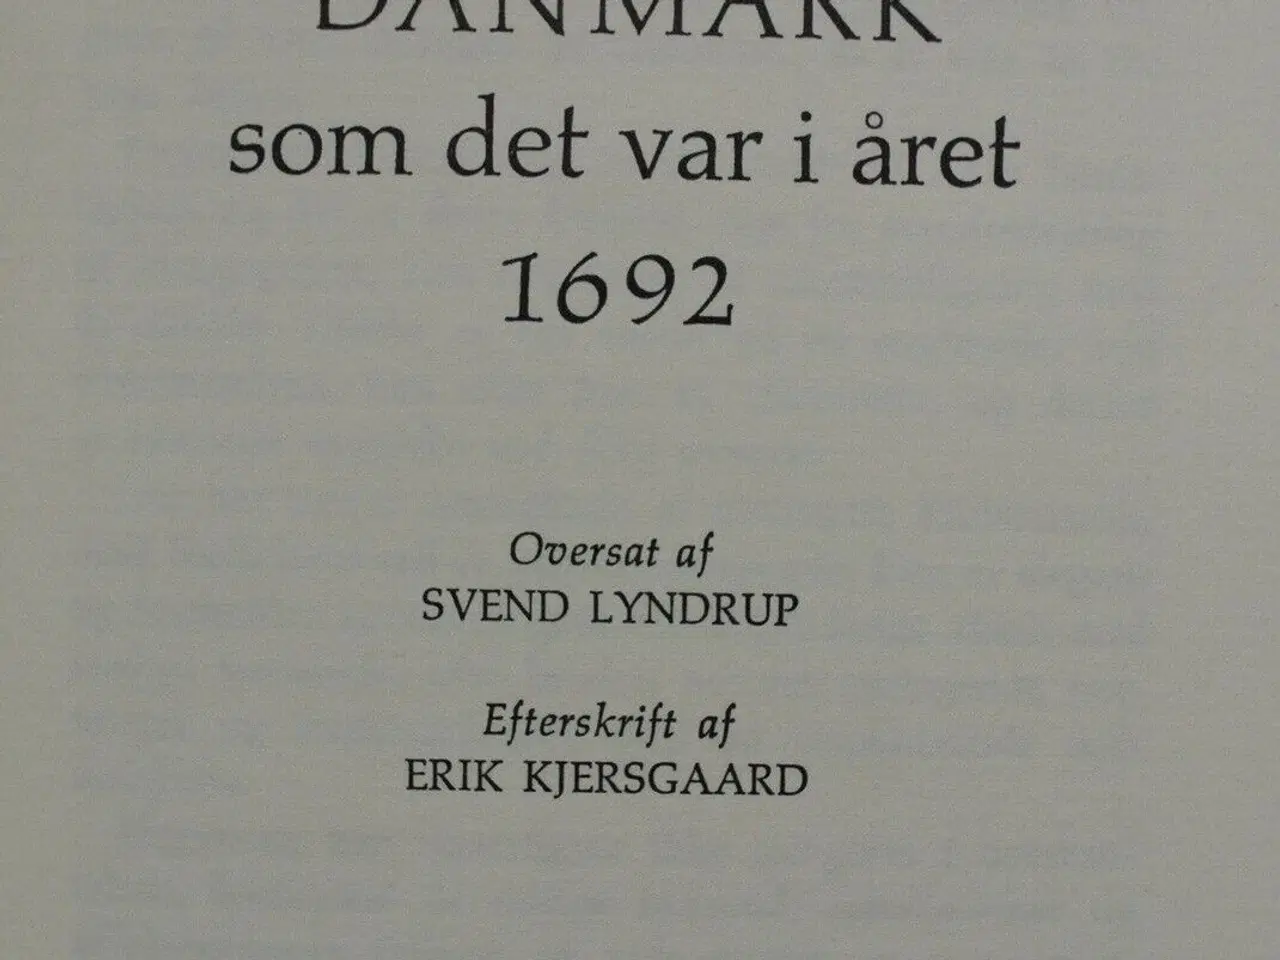 DANMARK
som det var i året
1692
Oversat af
SVEND LYNDRUP
Efterskrift af
ERIK KJERSGAARD